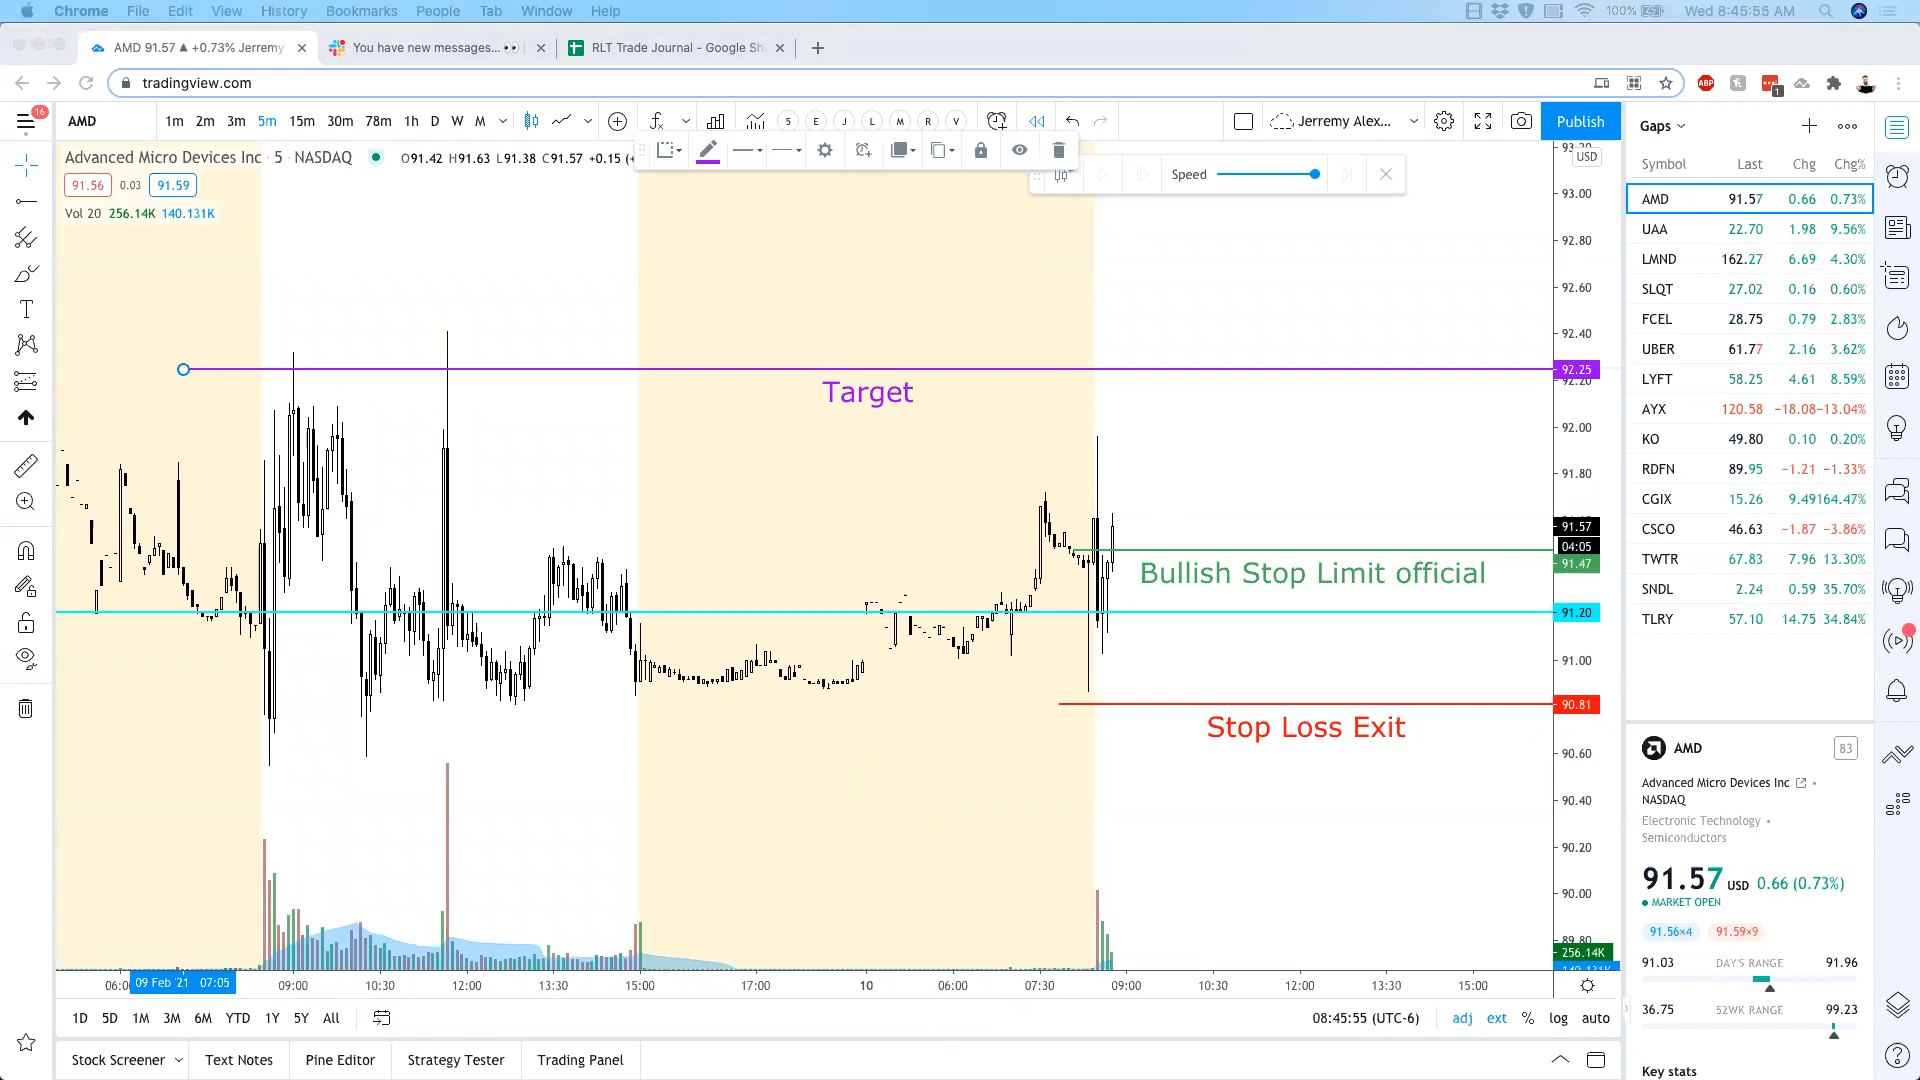 Chrome File Edit View History Bookmarks People Tab Window Help 100% Wed 8:45:55 AM
AMD 91.57 ▲ +0.73% Jerremy
You have new messages...
RLT Trade Journal - Google Sh
tradingview.com
ABP
1
16
AMD 1m 2m 3m 5m 15m 30m 78m 1h D W M 5 E J L M R V Jerremy Alex... Publish
Advanced Micro Devices Inc · 5 · NASDAQ O91.42 H91.63 L91.38 C91.57 +0.15
91.56 0.03 91.59
Vol 20 256.14K 140.131K
Speed
USD
93.00
92.80
92.60
92.40
92.25
92.20
92.00
91.80
91.57
04:05
91.47
91.20
91.00
90.81
90.60
90.40
90.20
90.00
89.80
256.14K
Target
Bullish Stop Limit official
Stop Loss Exit
09 Feb '21 07:05 09:00 10:30 12:00 13:30 15:00 17:00 10 06:00 07:30 09:00 10:30 12:00 13:30 15:00
1D 5D 1M 3M 6M YTD 1Y 5Y All 08:45:55 (UTC-6) adj ext % log auto
Stock Screener Text Notes Pine Editor Strategy Tester Trading Panel
Gaps
Symbol Last Chg Chg%
AMD 91.57 0.66 0.73%
UAA 22.70 1.98 9.56%
LMND 162.27 6.69 4.30%
SLQT 27.02 0.16 0.60%
FCEL 28.75 0.79 2.83%
UBER 61.77 2.16 3.62%
LYFT 58.25 4.61 8.59%
AYX 120.58 −18.08 −13.04%
KO 49.80 0.10 0.20%
RDFN 89.95 −1.21 −1.33%
CGIX 15.26 9.49 164.47%
CSCO 46.63 −1.87 −3.86%
TWTR 67.83 7.96 13.30%
SNDL 2.24 0.59 35.70%
TLRY 57.10 14.75 34.84%
AMD 83
Advanced Micro Devices Inc •
NASDAQ
Electronic Technology •
Semiconductors
91.57 USD 0.66 (0.73%)
MARKET OPEN
91.56×4 91.59×9
91.03 DAY'S RANGE 91.96
36.75 52WK RANGE 99.23
Key stats